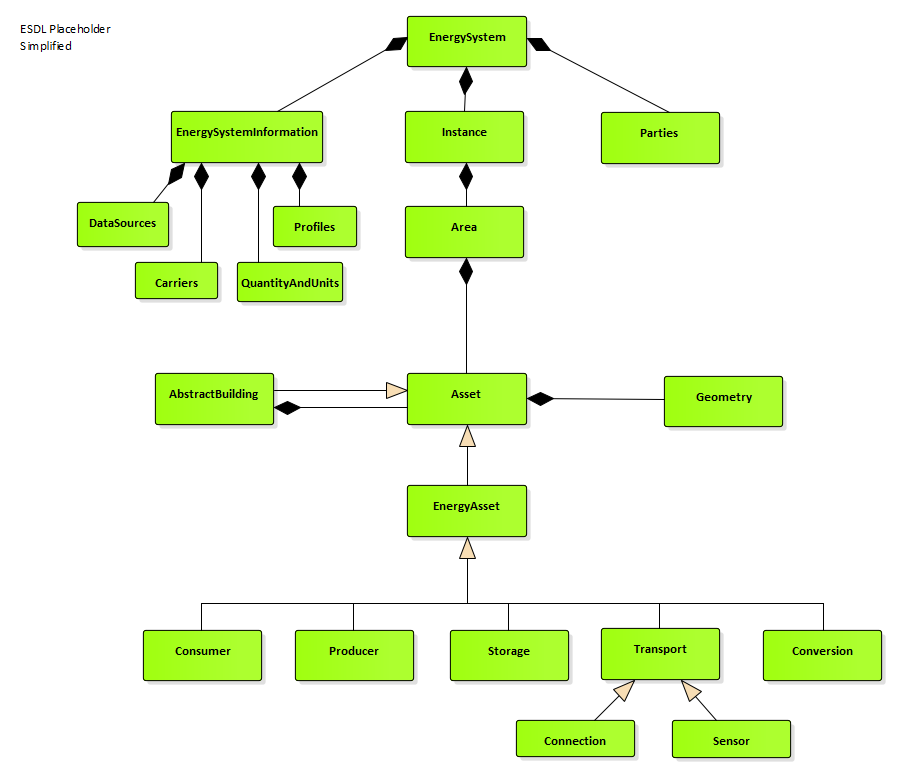 ESDL Placeholder
Simplified
EnergySystem
EnergySystemInformation
Instance
Parties
DataSources
Profiles
Area
Carriers
QuantityAndUnits
AbstractBuilding
Asset
Geometry
EnergyAsset
Consumer
Producer
Storage
Transport
Conversion
Connection
Sensor